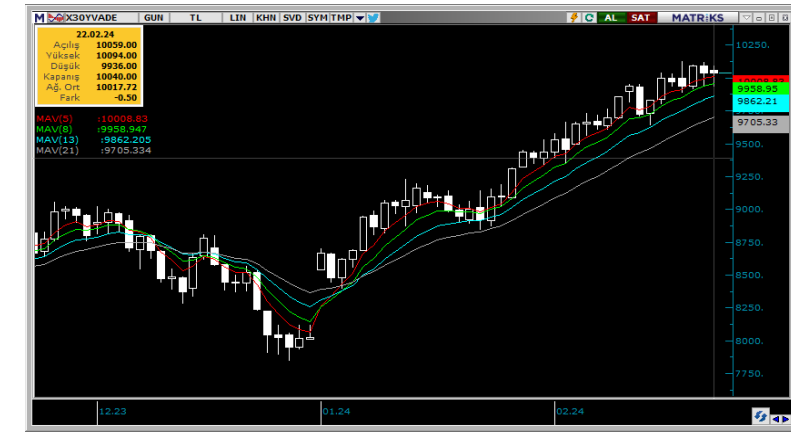 M X30YVADE GUN TL LIN KHN SVD SYM TMP C AL SAT MATRiKS
22.02.24
Açılış 10059.00
Yüksek 10094.00
Düşük 9936.00
Kapanış 10040.00
Ağ. Ort 10017.72
Fark -0.50
MAV(5) :10008.83
MAV(8) :9958.947
MAV(13) :9862.205
MAV(21) :9705.334
10250.
10008.83
9958.95
9862.21
9705.33
9500.
9250.
9000.
8750.
8500.
8250.
8000.
7750.
12.23 01.24 02.24